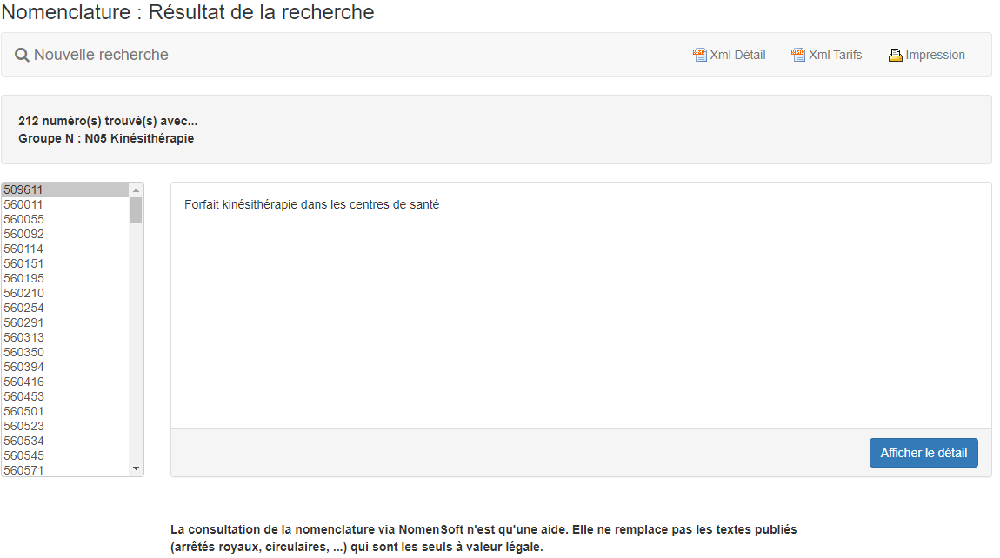 Nomenclature : Résultat de la recherche
Nouvelle recherche
Xml Détail
Xml Tarifs
Impression
212 numéro(s) trouvé(s) avec...
Groupe N : N05 Kinésithérapie
509611
560011
560055
560092
560114
560151
560195
560210
560254
560291
560313
560350
560394
560416
560453
560501
560523
560534
560545
560571
Forfait kinésithérapie dans les centres de santé
Afficher le détail
La consultation de la nomenclature via NomenSoft n'est qu'une aide. Elle ne remplace pas les textes publiés
(arrêtés royaux, circulaires, ...) qui sont les seuls à valeur légale.